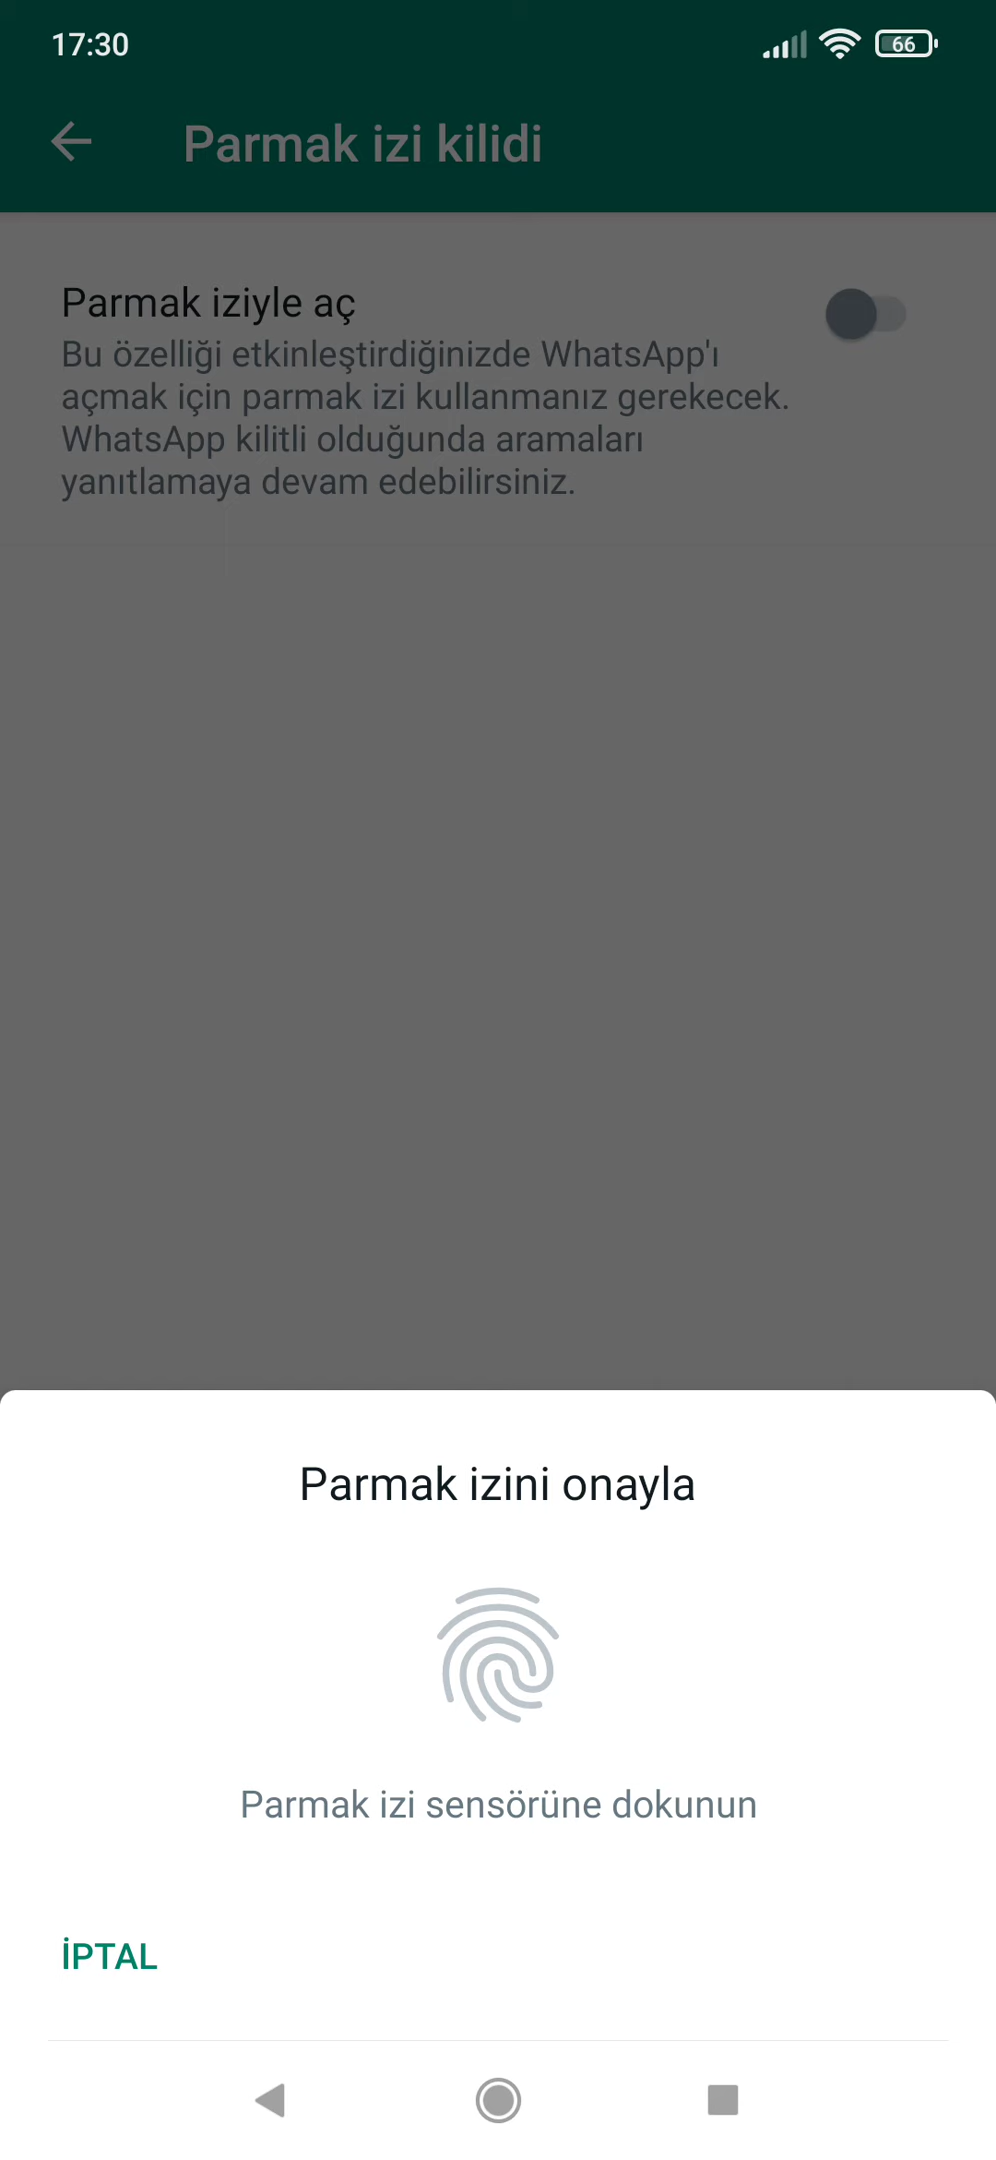 17:30
66
Parmak izi kilidi
Parmak iziyle aç
Bu özelliği etkinleştirdiğinizde WhatsApp'ı
açmak için parmak izi kullanmanız gerekecek.
WhatsApp kilitli olduğunda aramaları
yanıtlamaya devam edebilirsiniz.
Parmak izini onayla
Parmak izi sensörüne dokunun
İPTAL